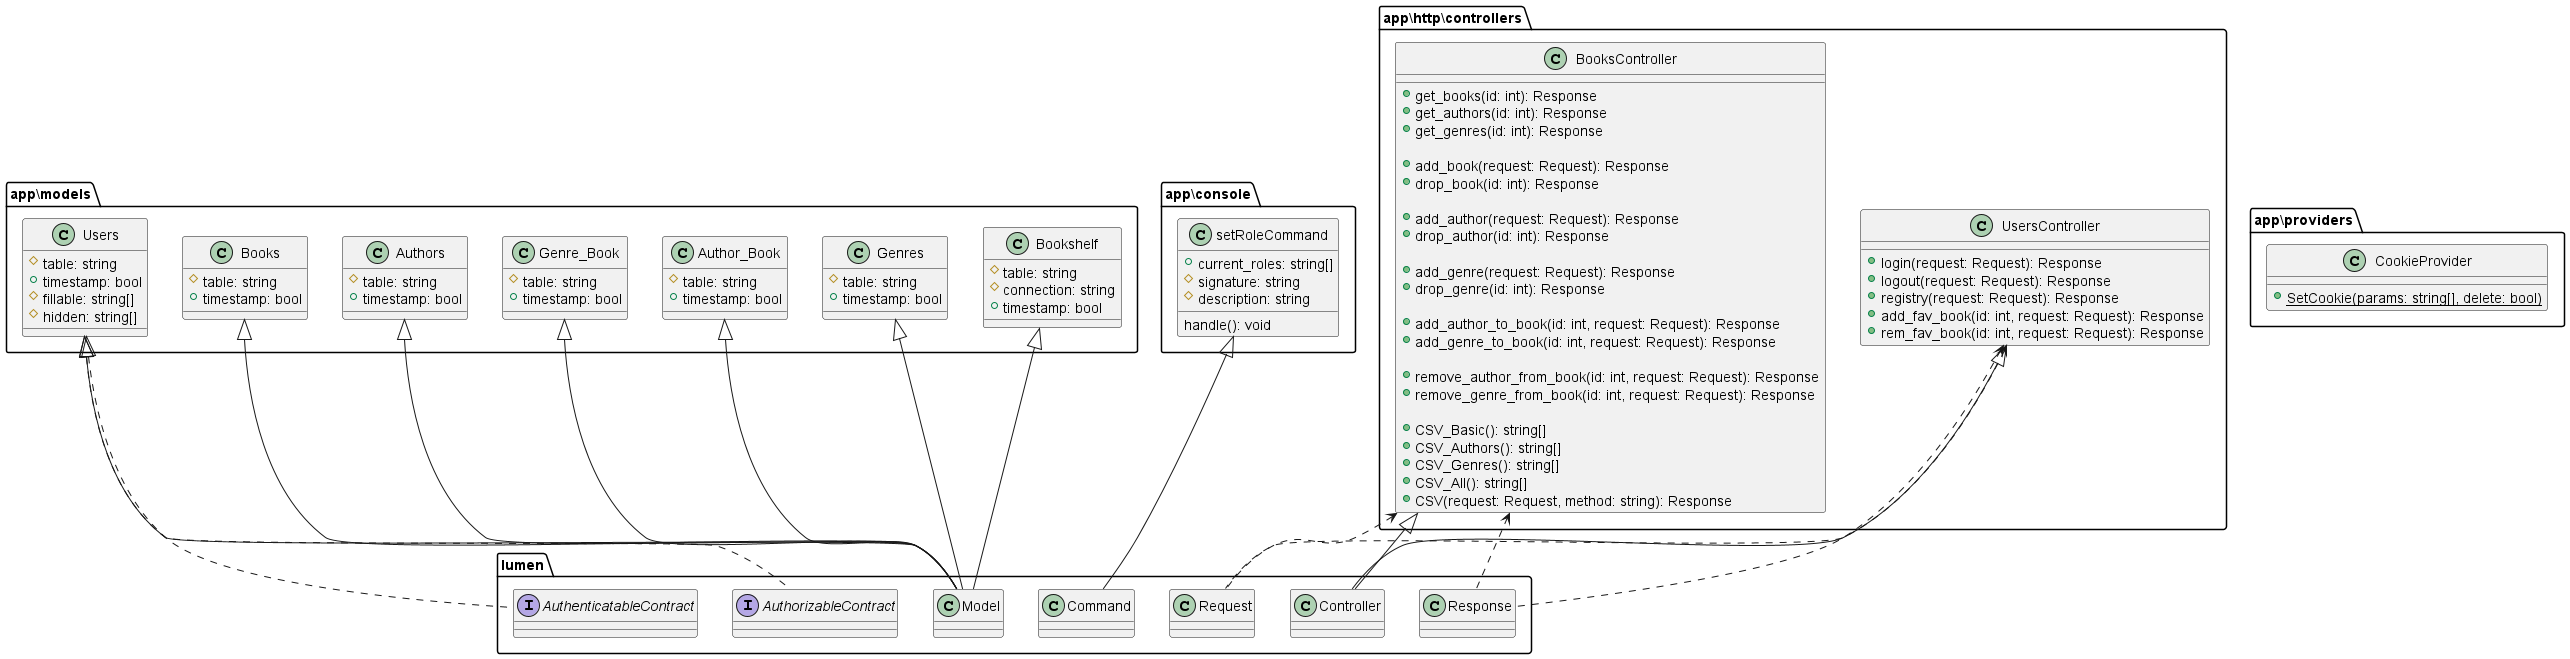 app\models
C Users
table: string
timestamp: bool
fillable: string[]
hidden: string[]
C Books
table: string
timestamp: bool
C Authors
table: string
timestamp: bool
C Genre_Book
table: string
timestamp: bool
C Author_Book
table: string
timestamp: bool
C Genres
table: string
timestamp: bool
C Bookshelf
table: string
connection: string
timestamp: bool
app\console
C setRoleCommand
current_roles: string[]
signature: string
description: string
handle(): void
app\http\controllers
C BooksController
get_books(id: int): Response
get_authors(id: int): Response
get_genres(id: int): Response
add_book(request: Request): Response
drop_book(id: int): Response
add_author(request: Request): Response
drop_author(id: int): Response
add_genre(request: Request): Response
drop_genre(id: int): Response
add_author_to_book(id: int, request: Request): Response
add_genre_to_book(id: int, request: Request): Response
remove_author_from_book(id: int, request: Request): Response
remove_genre_from_book(id: int, request: Request): Response
CSV_Basic(): string[]
CSV_Authors(): string[]
CSV_Genres(): string[]
CSV_All(): string[]
CSV(request: Request, method: string): Response
C UsersController
login(request: Request): Response
logout(request: Request): Response
registry(request: Request): Response
add_fav_book(id: int, request: Request): Response
rem_fav_book(id: int, request: Request): Response
app\providers
C CookieProvider
SetCookie(params: string[], delete: bool)
lumen
I AuthenticatableContract
I AuthorizableContract
C Model
C Command
C Request
C Controller
C Response